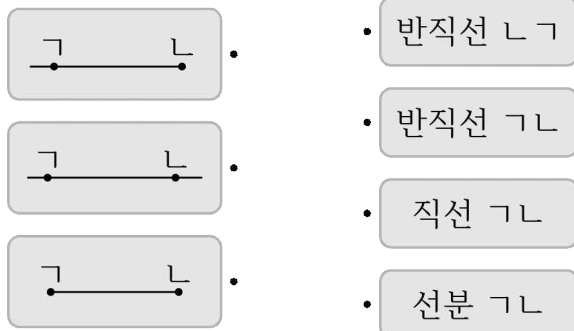 ㄱ ㄴ
ㄱ ㄴ
ㄱ ㄴ
반직선 ㄴㄱ
반직선 ㄱㄴ
직선 ㄱㄴ
선분 ㄱㄴ